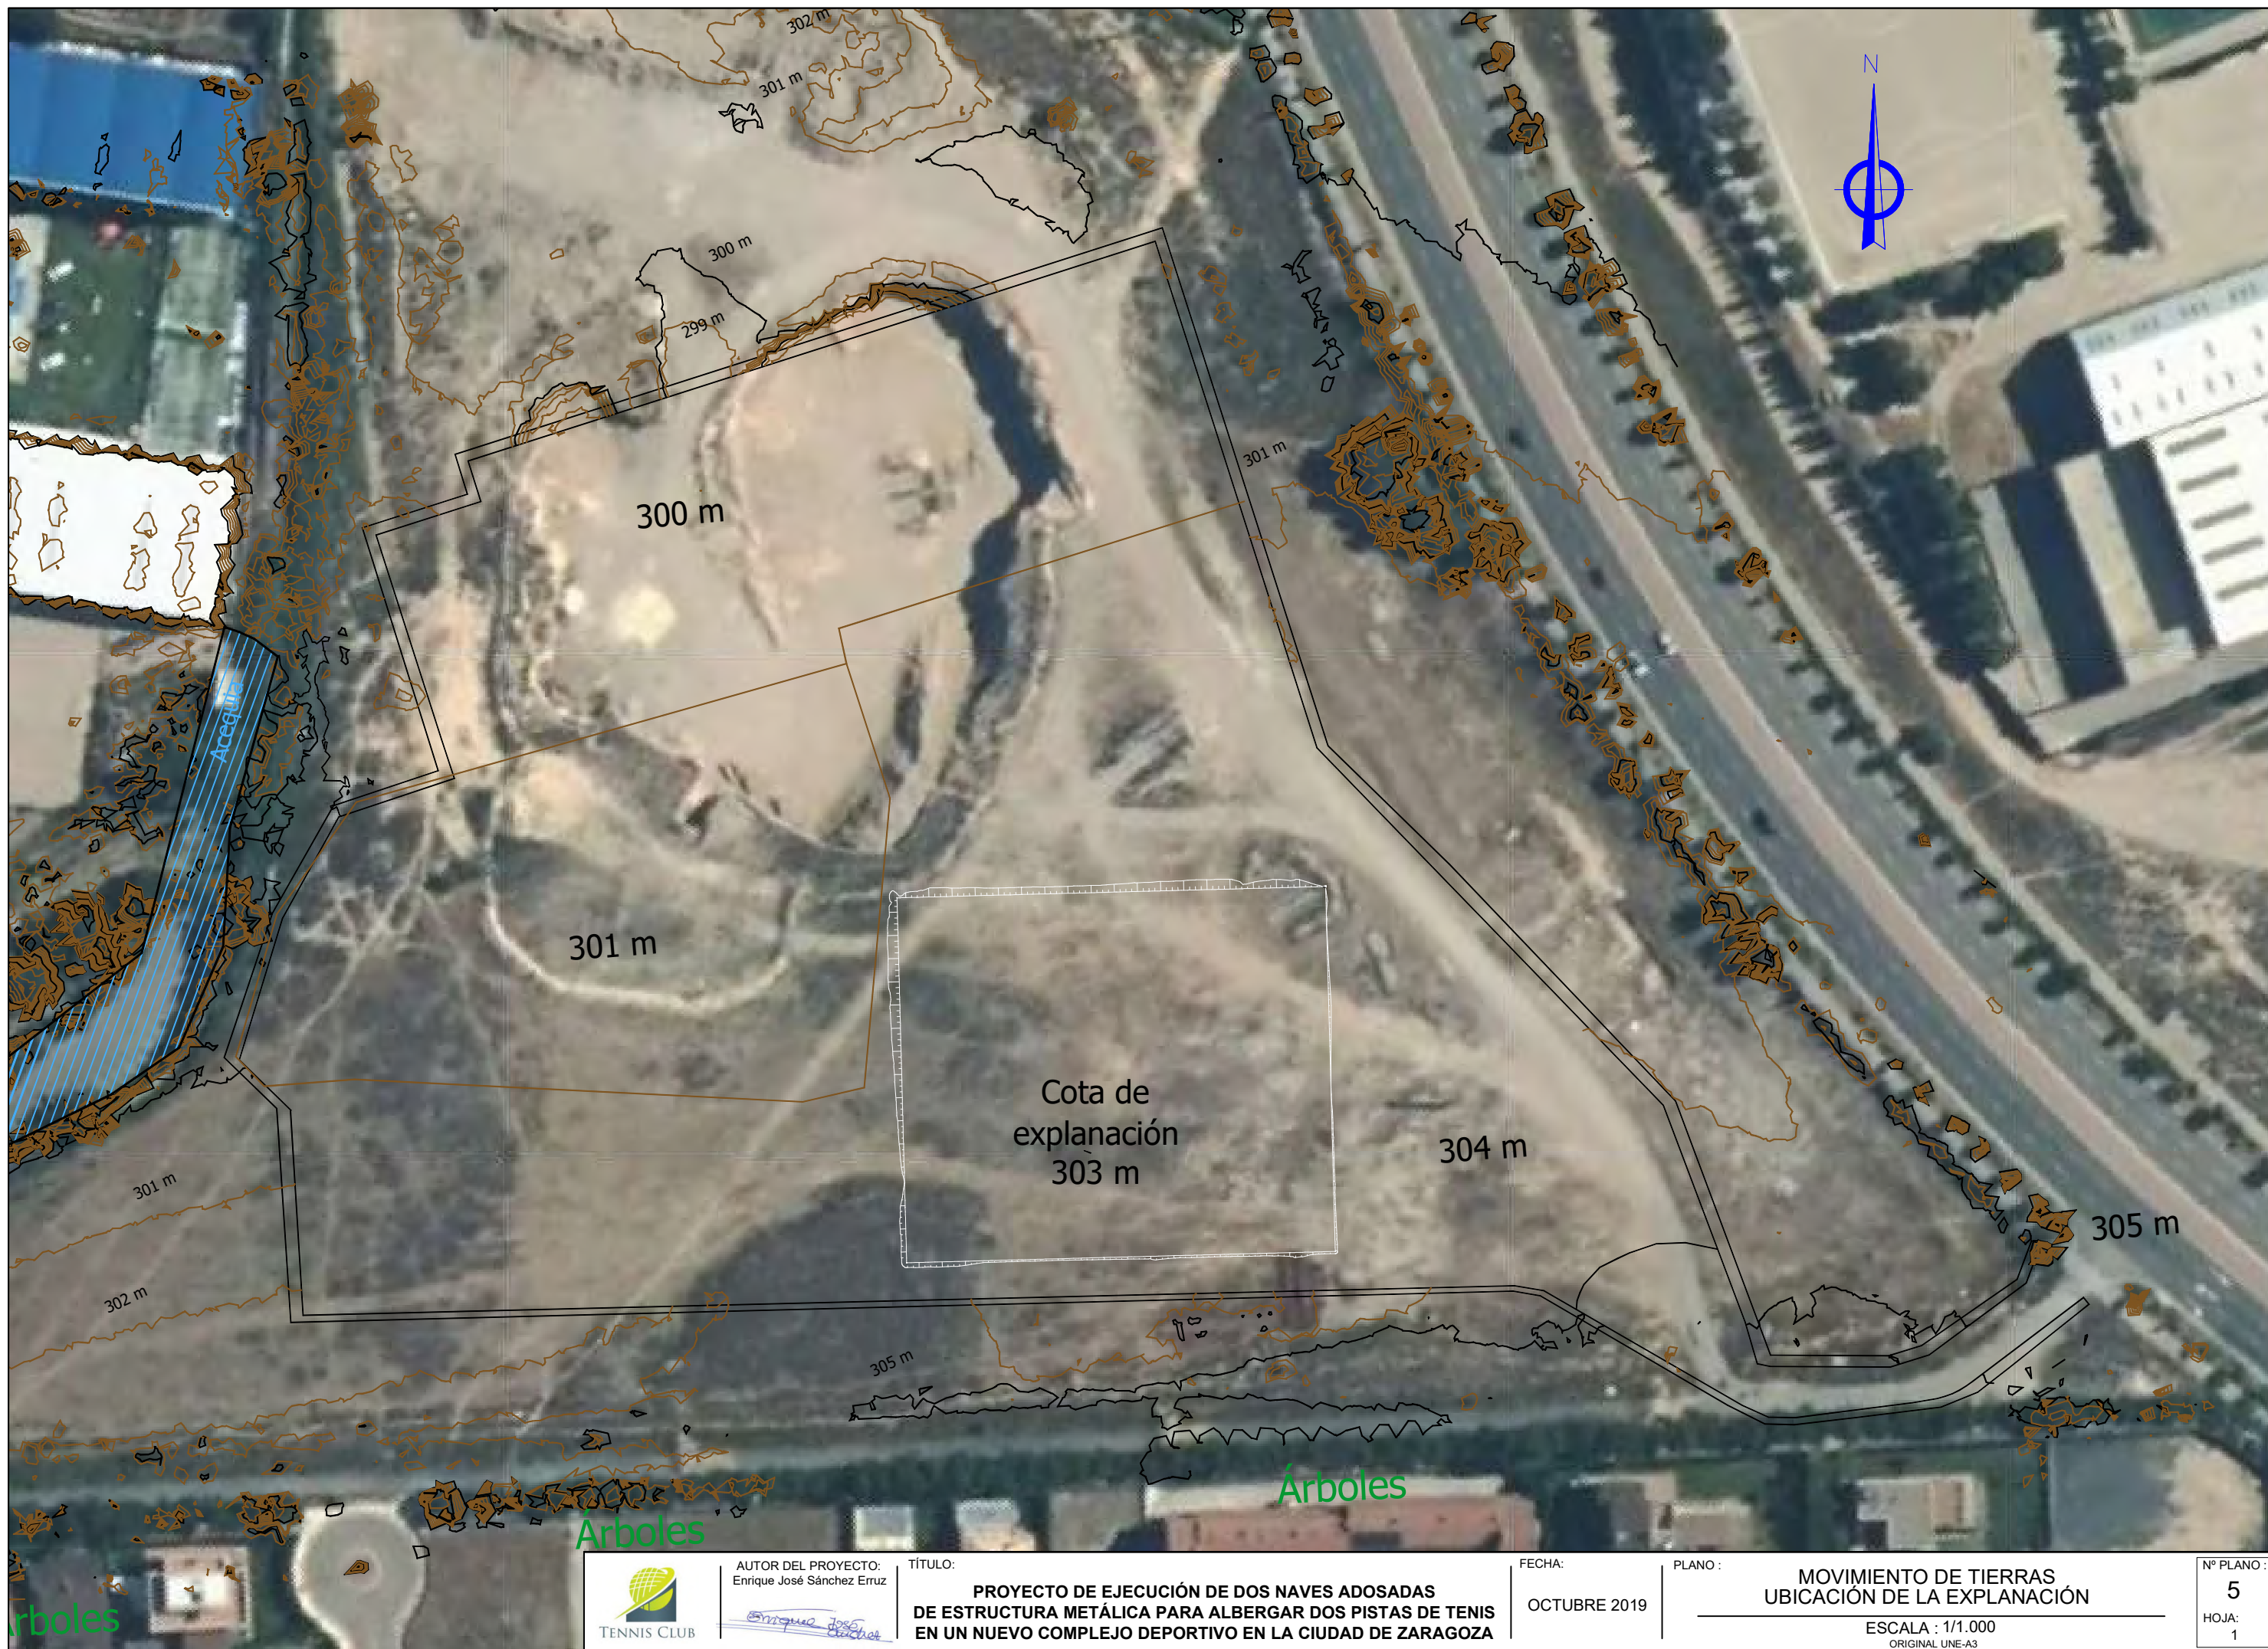 302 m
301 m
N
300 m
299 m
301 m
300 m
Acequia
301 m
Cota de
explanación
303 m
304 m
301 m
305 m
302 m
305 m
Árboles
Árboles
rboles
TENNIS CLUB
AUTOR DEL PROYECTO:
Enrique José Sánchez Erruz
Enrique José
Sánchez
TÍTULO:
PROYECTO DE EJECUCIÓN DE DOS NAVES ADOSADAS
DE ESTRUCTURA METÁLICA PARA ALBERGAR DOS PISTAS DE TENIS
EN UN NUEVO COMPLEJO DEPORTIVO EN LA CIUDAD DE ZARAGOZA
FECHA:
OCTUBRE 2019
PLANO :
MOVIMIENTO DE TIERRAS
UBICACIÓN DE LA EXPLANACIÓN
ESCALA : 1/1.000
ORIGINAL UNE-A3
Nº PLANO :
5
HOJA:
1